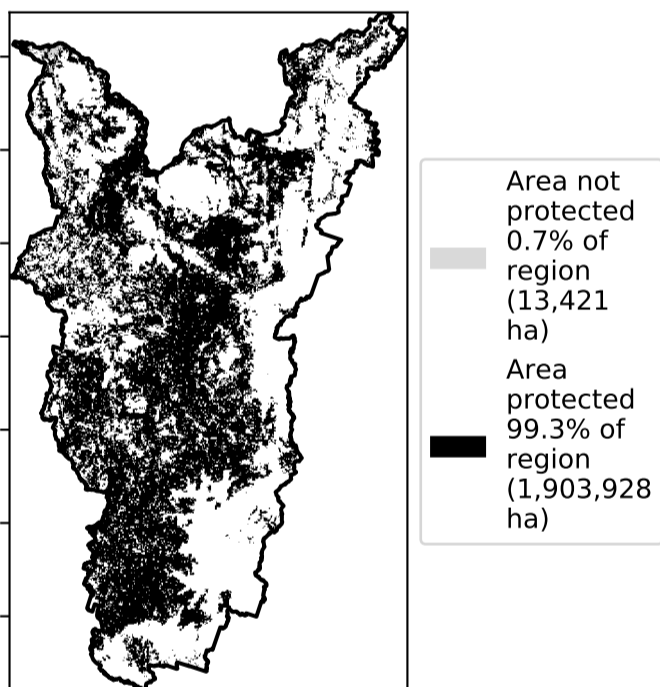 Area not
protected
0.7% of
region
(13,421
ha)
Area
protected
99.3% of
region
(1,903,928
ha)